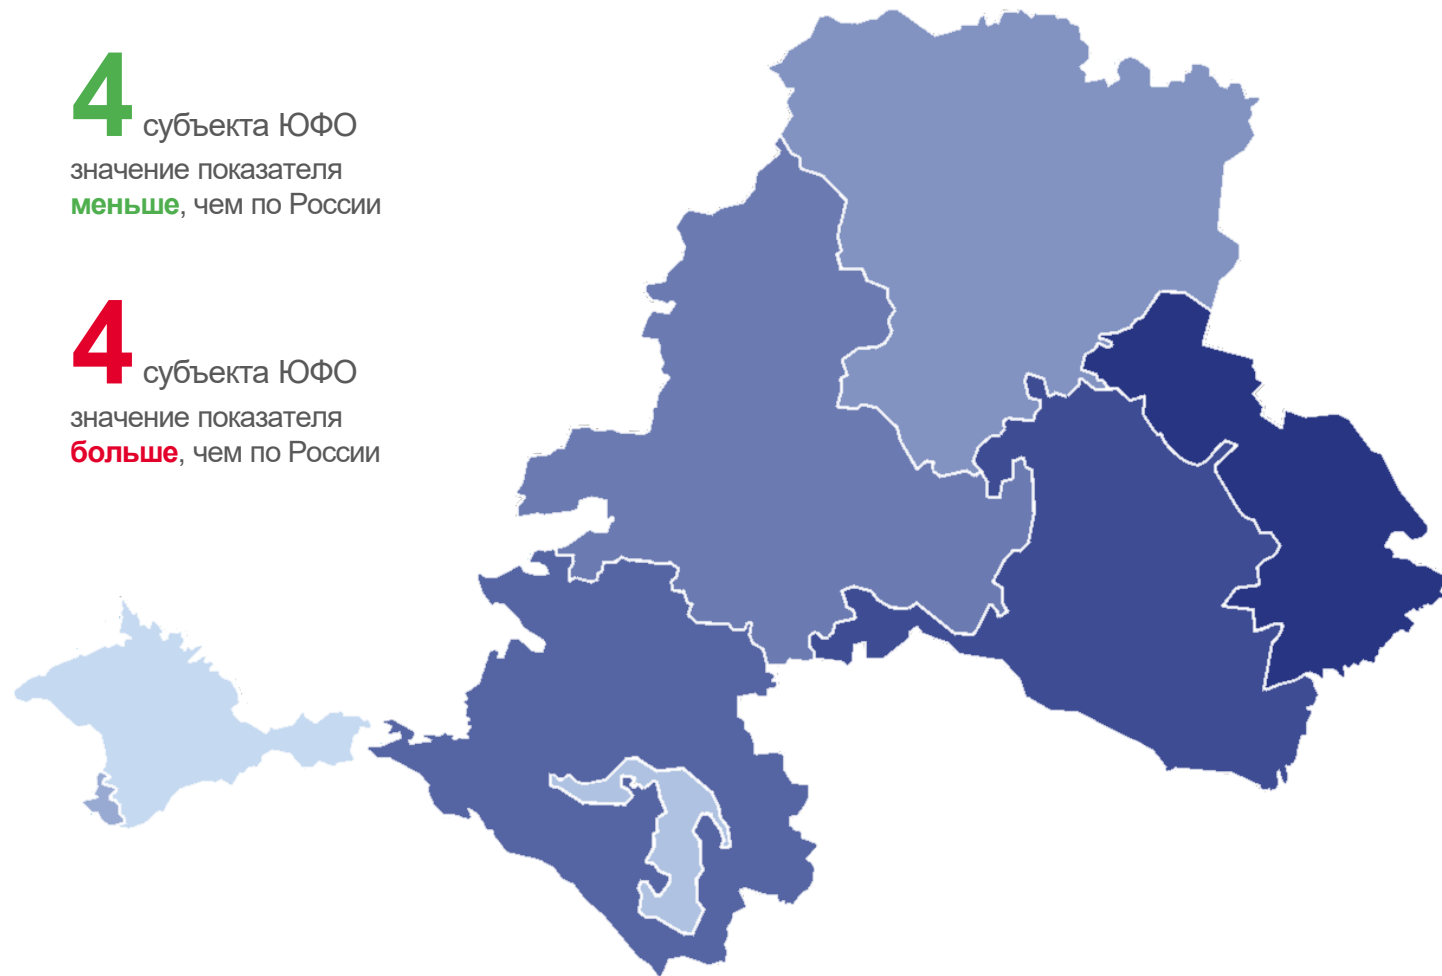 4 субъекта ЮФО
значение показателя
меньше, чем по России
4 субъекта ЮФО
значение показателя
больше, чем по России